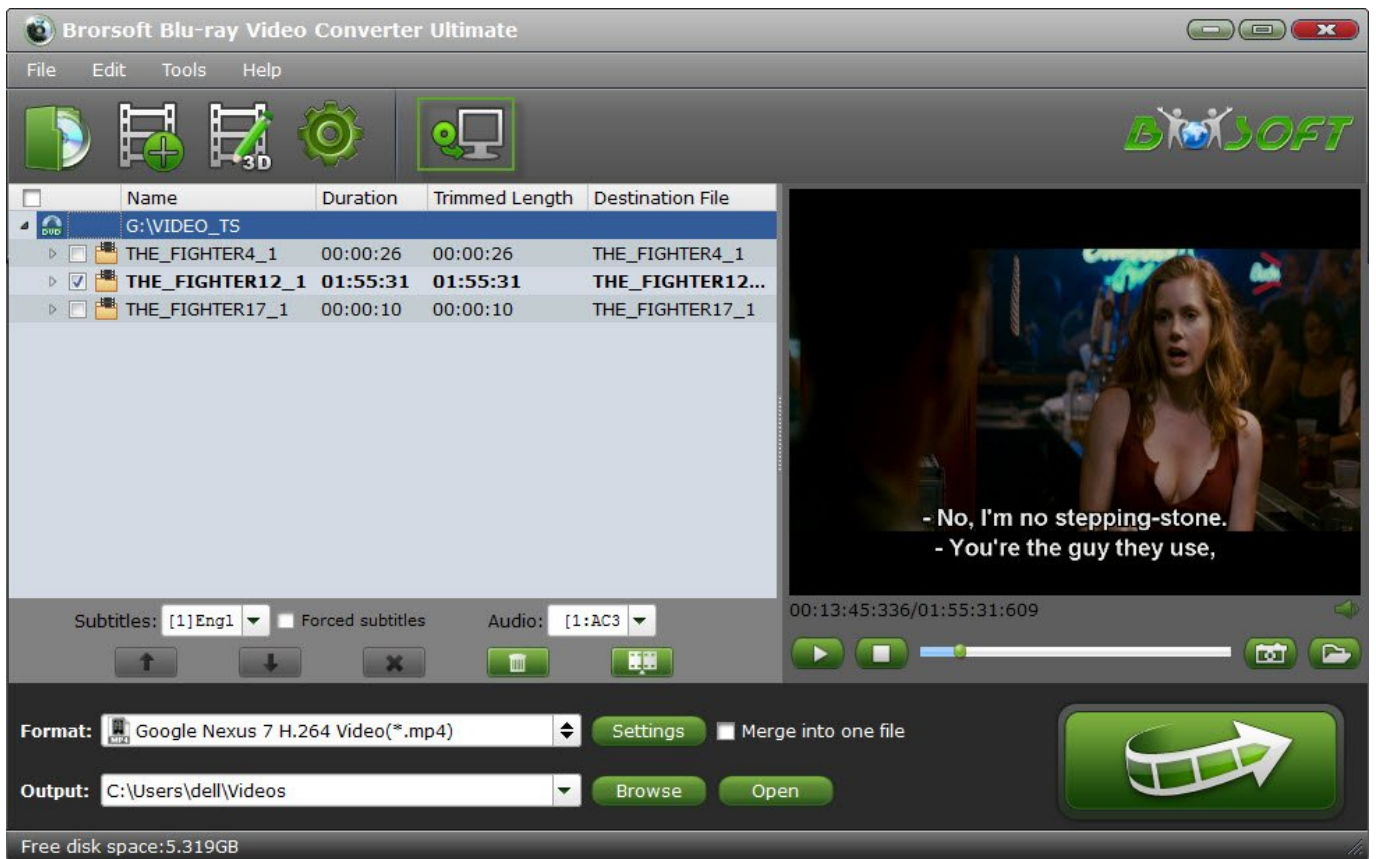 Brorsoft Blu-ray Video Converter Ultimate
File Edit Tools Help
3D
BRORSOFT
Name Duration Trimmed Length Destination File
DVD G:\VIDEO_TS
THE_FIGHTER4_1 00:00:26 00:00:26 THE_FIGHTER4_1
THE_FIGHTER12_1 01:55:31 01:55:31 THE_FIGHTER12...
THE_FIGHTER17_1 00:00:10 00:00:10 THE_FIGHTER17_1
- No, I'm no stepping-stone.
- You're the guy they use,
00:13:45:336/01:55:31:609
Subtitles: [1]Engl Forced subtitles Audio: [1:AC3
Format: MP4 Google Nexus 7 H.264 Video(*.mp4) Settings Merge into one file
Output: C:\Users\dell\Videos Browse Open
Free disk space:5.319GB